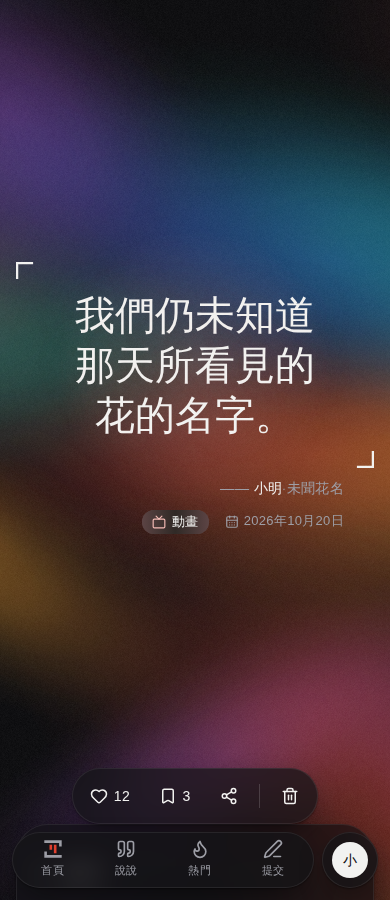 我們仍未知道
那天所看見的
花的名字。
—— 小明·未聞花名
動畫
2026年10月20日
12
3
首頁
說說
熱門
提交
小